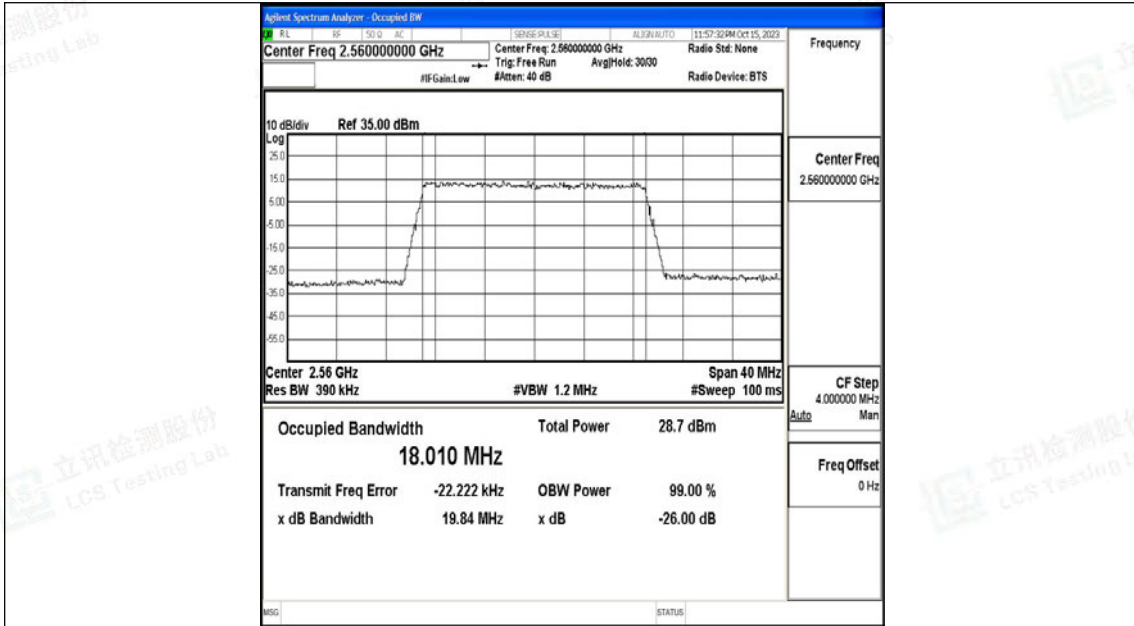 Agilent Spectrum Analyzer - Occupied BW
RL RF 50 Ω AC SENSE:PULSE ALIGNAUTO 11:57:32 PM Oct 15, 2023
Center Freq 2.560000000 GHz
Center Freq: 2.560000000 GHz Radio Std: None
Trig: Free Run Avg|Hold: 30/30
#IFGain:Low #Atten: 40 dB Radio Device: BTS
10 dB/div Ref 35.00 dBm
Log
25.0
15.0
5.00
-5.00
-15.0
-25.0
-35.0
-45.0
-55.0
Center 2.56 GHz Span 40 MHz
Res BW 390 kHz #VBW 1.2 MHz #Sweep 100 ms
Occupied Bandwidth Total Power 28.7 dBm
18.010 MHz
Transmit Freq Error -22.222 kHz OBW Power 99.00 %
x dB Bandwidth 19.84 MHz x dB -26.00 dB
MSG STATUS
Frequency
Center Freq
2.560000000 GHz
CF Step
4.000000 MHz
Auto Man
Freq Offset
0 Hz
立讯检测股份
LCS Testing Lab
立讯检测股份
LCS Testing